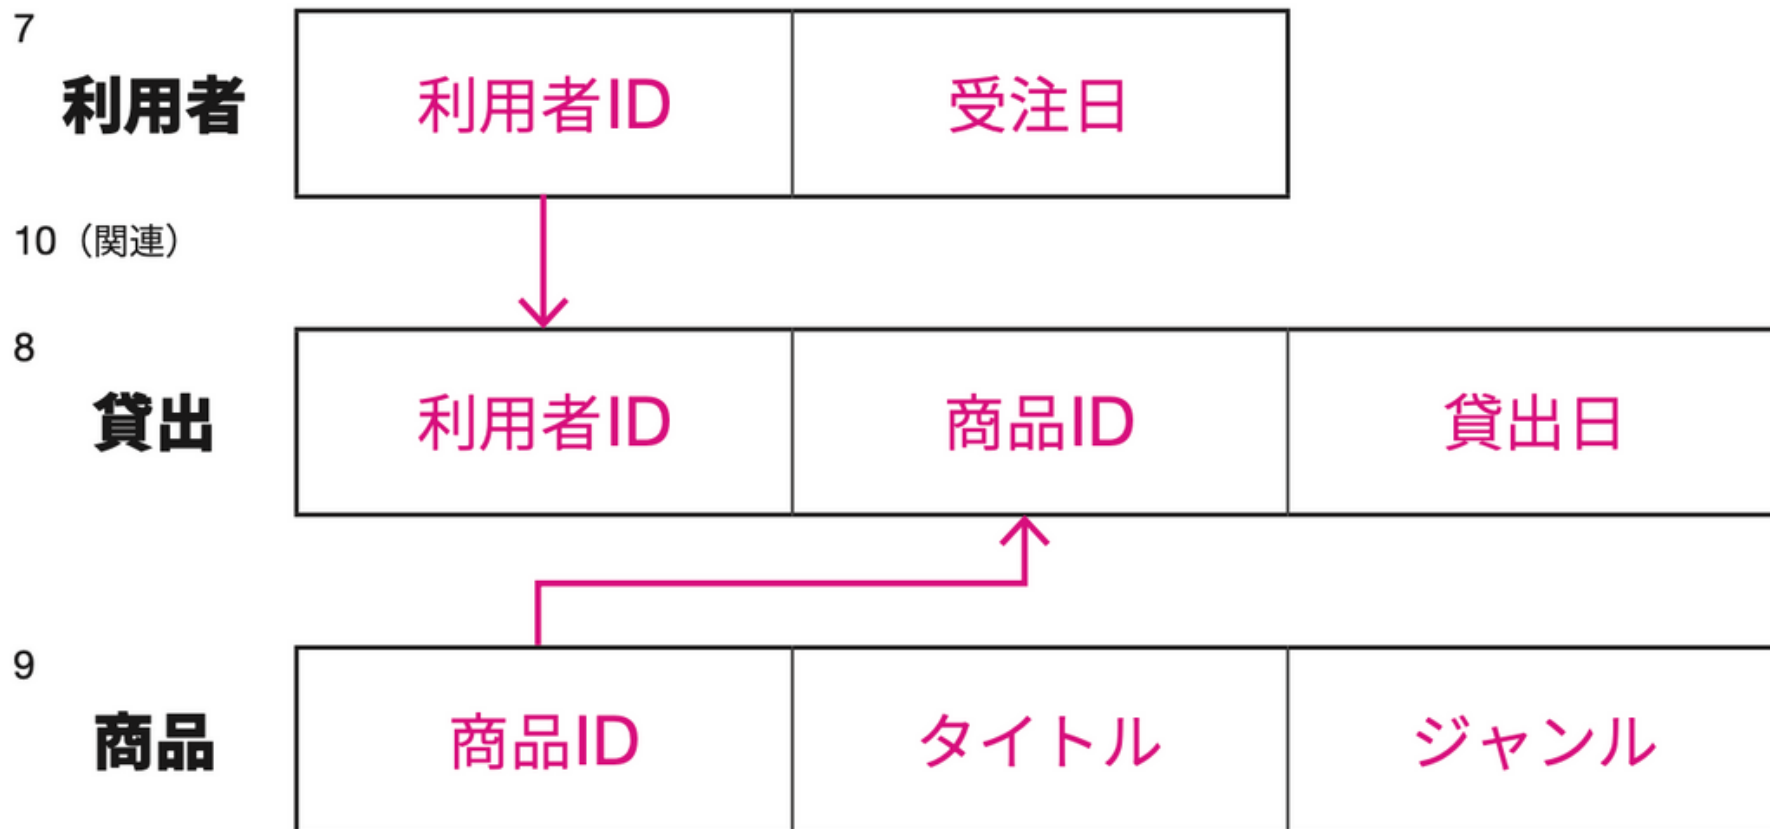 7
利用者 利用者ID 受注日
10（関連）
8
貸出 利用者ID 商品ID 貸出日
9
商品 商品ID タイトル ジャンル